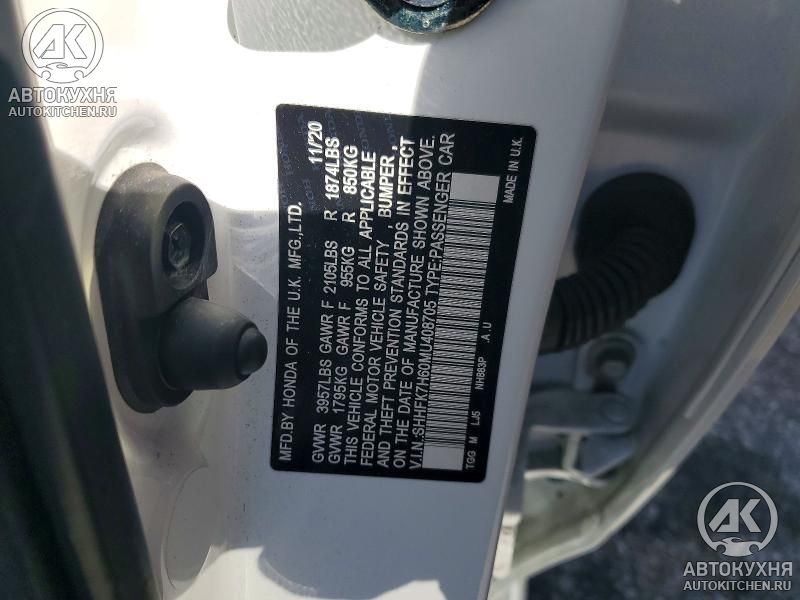 AK
АВТОКУХНЯ
AUTOKITCHEN.RU
MFD.BY HONDA OF THE U.K. MFG.,LTD. 11/20
GVWR 3957LBS GAWR F 2105LBS R 1874LBS
GVWR 1795KG GAWR F 955KG R 850KG
THIS VEHICLE CONFORMS TO ALL APPLICABLE
FEDERAL MOTOR VEHICLE SAFETY , BUMPER ,
AND THEFT PREVENTION STANDARDS IN EFFECT
ON THE DATE OF MANUFACTURE SHOWN ABOVE.
V.I.N.:SHHFK7H60MU408705 TYPE:PASSENGER CAR
NH883P .A.U
TGG M LJ5
MADE IN U.K.
AK
АВТОКУХНЯ
AUTOKITCHEN.RU